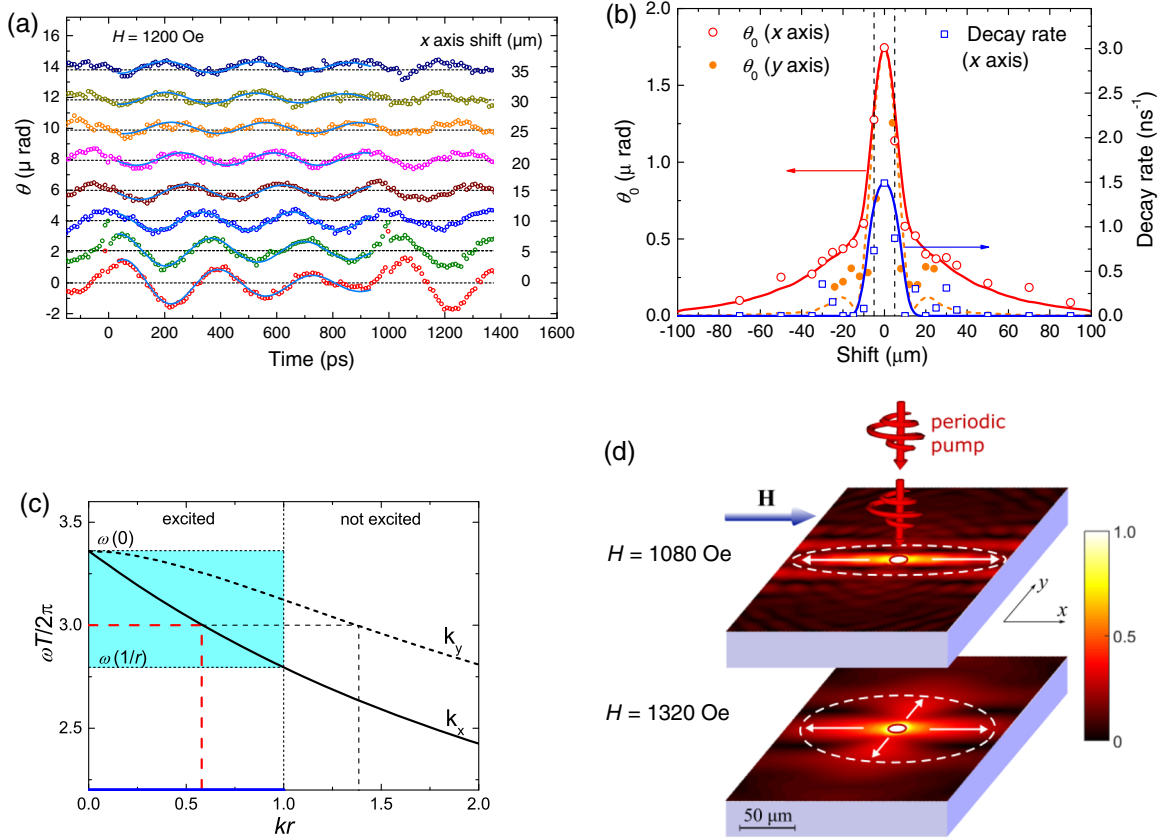 (a)
H = 1200 Oe
x axis shift (μm)
θ (μ rad)
16
14
12
10
8
6
4
2
0
-2
35
30
25
20
15
10
5
0
0 200 400 600 800 1000 1200 1400 1600
Time (ps)
(b)
θ0 (x axis)
θ0 (y axis)
Decay rate
(x axis)
θ0 (μ rad)
2.0
1.5
1.0
0.5
0.0
Decay rate (ns-1)
3.0
2.5
2.0
1.5
1.0
0.5
0.0
-100 -80 -60 -40 -20 0 20 40 60 80 100
Shift (μm)
(c)
excited
not excited
ω(0)
ω(1/r)
ky
kx
ωT/2π
3.5
3.0
2.5
0.0 0.5 1.0 1.5 2.0
kr
(d)
periodic
pump
H
H = 1080 Oe
y
x
H = 1320 Oe
50 μm
1.0
0.5
0